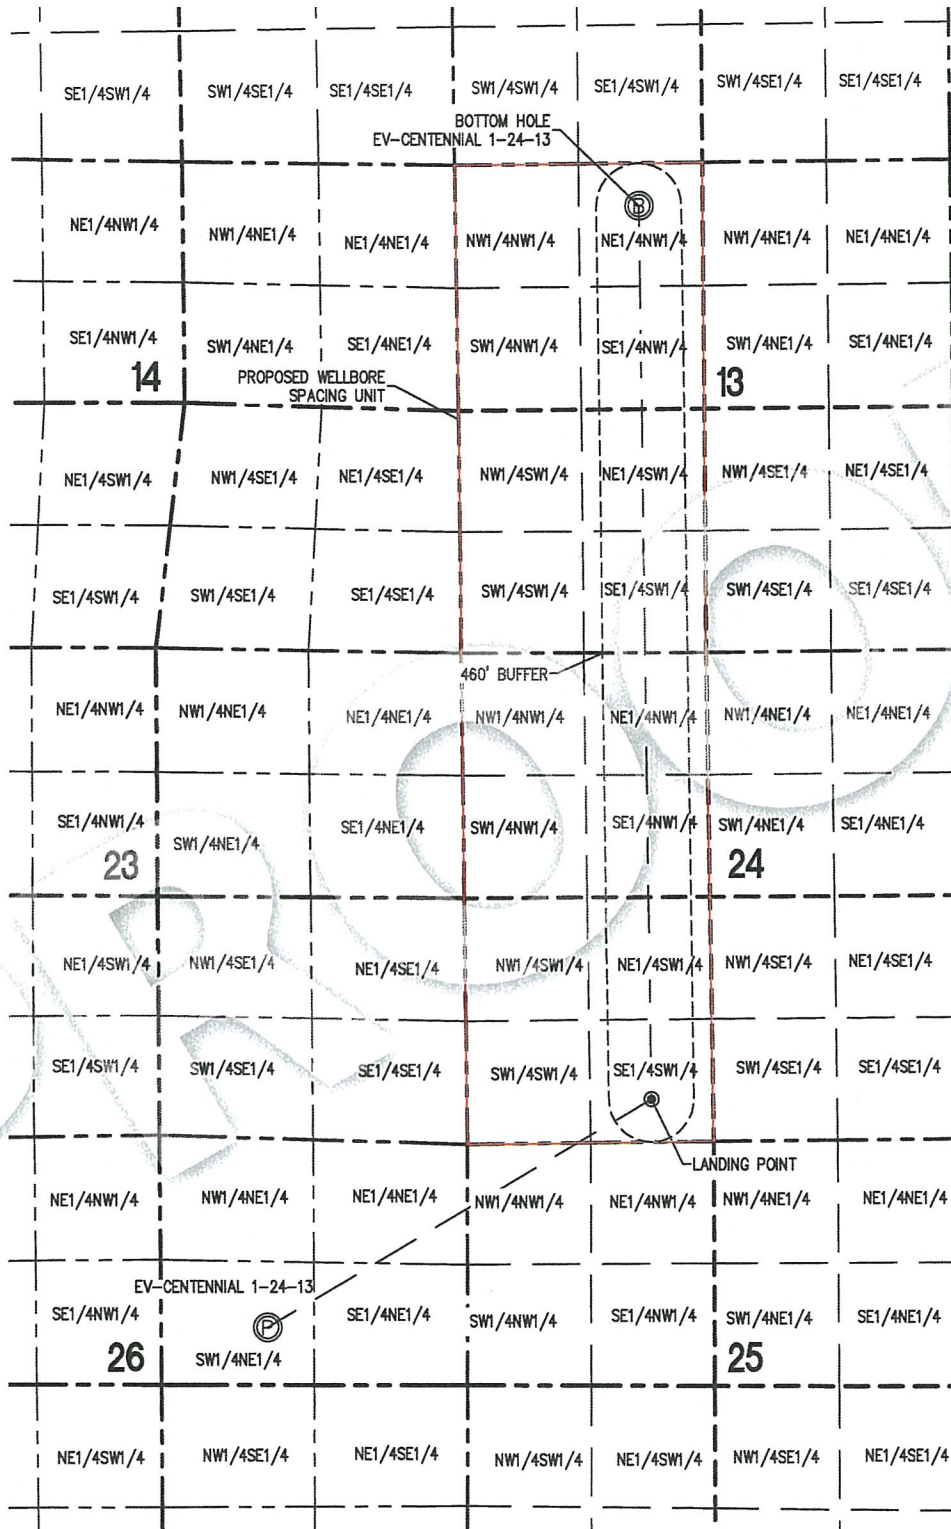 SE1/4SW1/4 SW1/4SE1/4 SE1/4SE1/4 SW1/4SW1/4 SE1/4SW1/4 SW1/4SE1/4 SE1/4SE1/4
BOTTOM HOLE
EV-CENTENNIAL 1-24-13
B
NE1/4NW1/4 NW1/4NE1/4 NE1/4NE1/4 NW1/4NW1/4 NE1/4NW1/4 NW1/4NE1/4 NE1/4NE1/4
SE1/4NW1/4 SW1/4NE1/4 SE1/4NE1/4 SW1/4NW1/4 SE1/4NW1/4 SW1/4NE1/4 SE1/4NE1/4
14 13
PROPOSED WELLBORE
SPACING UNIT
NE1/4SW1/4 NW1/4SE1/4 NE1/4SE1/4 NW1/4SW1/4 NE1/4SW1/4 NW1/4SE1/4 NE1/4SE1/4
SE1/4SW1/4 SW1/4SE1/4 SE1/4SE1/4 SW1/4SW1/4 SE1/4SW1/4 SW1/4SE1/4 SE1/4SE1/4
460' BUFFER
NE1/4NW1/4 NW1/4NE1/4 NE1/4NE1/4 NW1/4NW1/4 NE1/4NW1/4 NW1/4NE1/4 NE1/4NE1/4
SE1/4NW1/4 SW1/4NE1/4 SE1/4NE1/4 SW1/4NW1/4 SE1/4NW1/4 SW1/4NE1/4 SE1/4NE1/4
23 24
NE1/4SW1/4 NW1/4SE1/4 NE1/4SE1/4 NW1/4SW1/4 NE1/4SW1/4 NW1/4SE1/4 NE1/4SE1/4
SE1/4SW1/4 SW1/4SE1/4 SE1/4SE1/4 SW1/4SW1/4 SE1/4SW1/4 SW1/4SE1/4 SE1/4SE1/4
LANDING POINT
NE1/4NW1/4 NW1/4NE1/4 NE1/4NE1/4 NW1/4NW1/4 NE1/4NW1/4 NW1/4NE1/4 NE1/4NE1/4
EV-CENTENNIAL 1-24-13
P
SE1/4NW1/4 SW1/4NE1/4 SE1/4NE1/4 SW1/4NW1/4 SE1/4NW1/4 SW1/4NE1/4 SE1/4NE1/4
26 25
NE1/4SW1/4 NW1/4SE1/4 NE1/4SE1/4 NW1/4SW1/4 NE1/4SW1/4 NW1/4SE1/4 NE1/4SE1/4